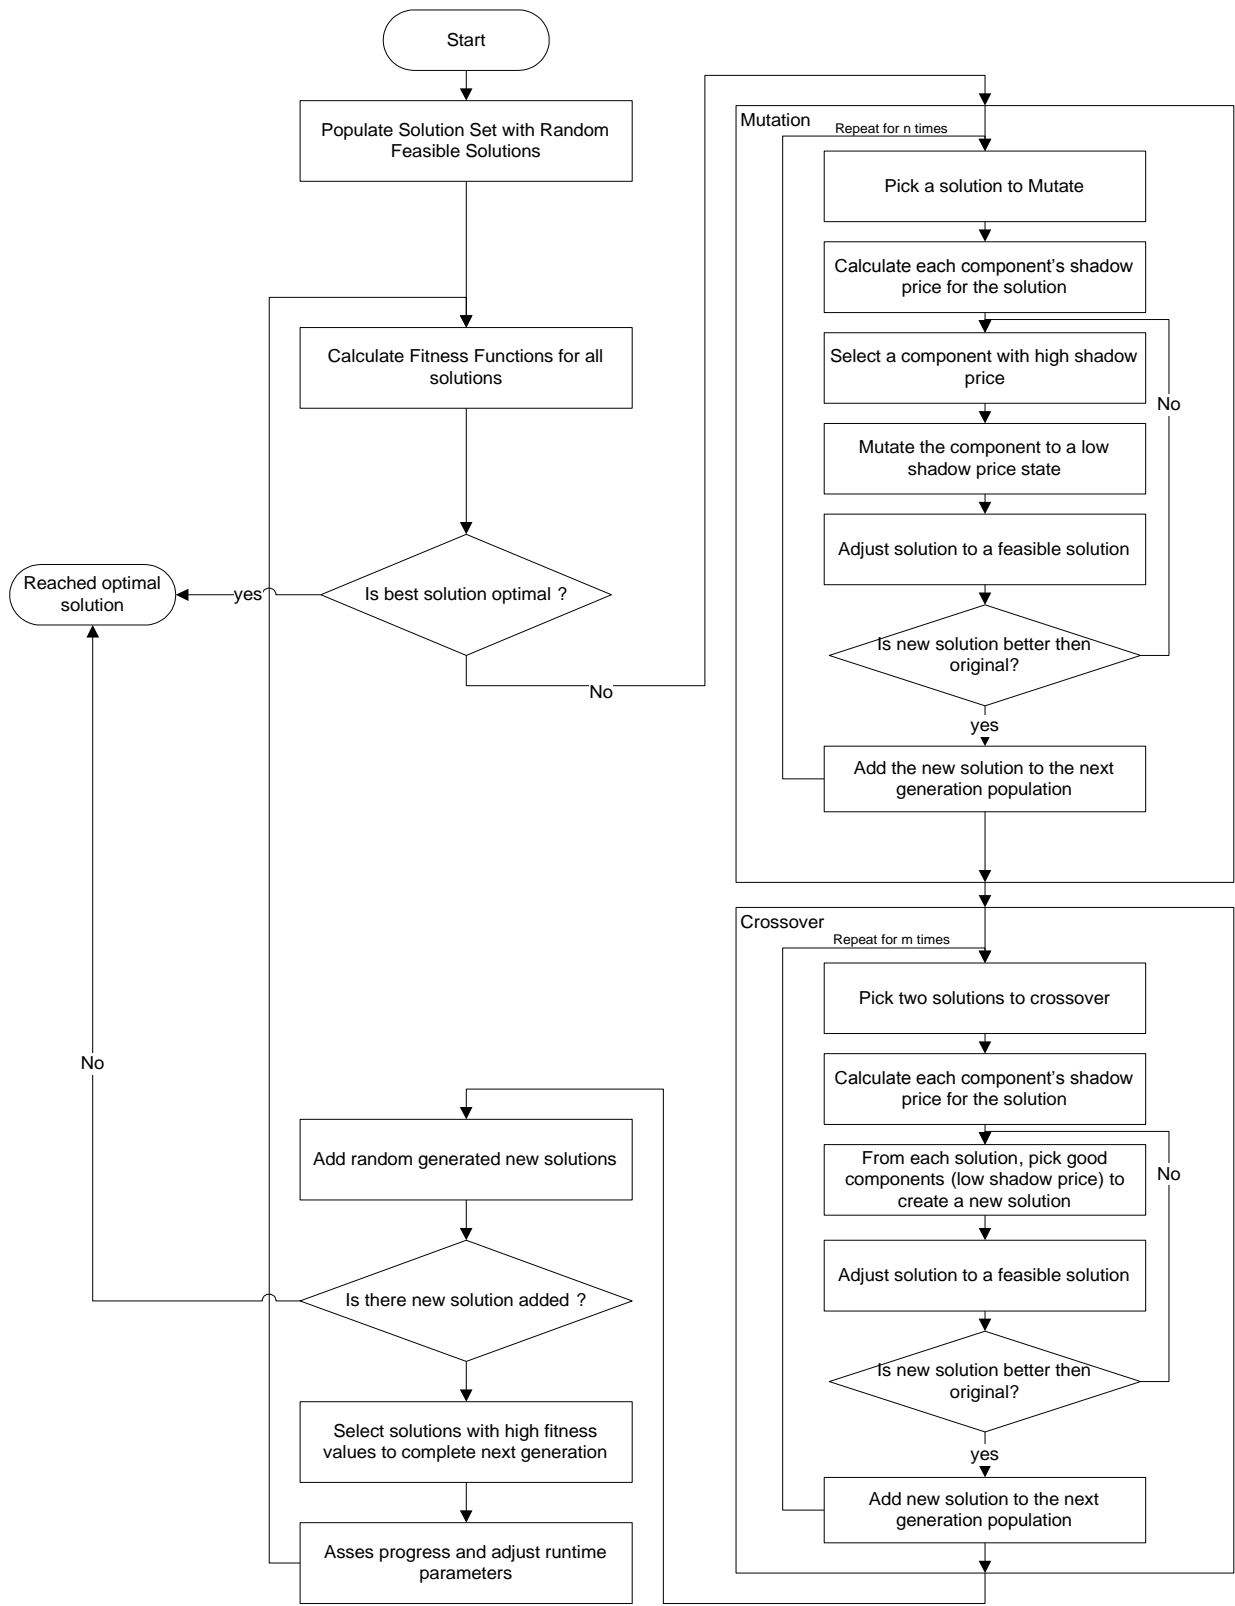 Start
Populate Solution Set with Random
Feasible Solutions
Calculate Fitness Functions for all
solutions
Is best solution optimal ?
yes
Reached optimal
solution
No
Mutation
Repeat for n times
Pick a solution to Mutate
Calculate each component's shadow
price for the solution
Select a component with high shadow
price
No
Mutate the component to a low
shadow price state
Adjust solution to a feasible solution
Is new solution better then
original?
yes
Add the new solution to the next
generation population
Crossover
Repeat for m times
Pick two solutions to crossover
Calculate each component's shadow
price for the solution
From each solution, pick good
components (low shadow price) to
create a new solution
No
Adjust solution to a feasible solution
Is new solution better then
original?
yes
Add new solution to the next
generation population
Add random generated new solutions
Is there new solution added ?
No
Select solutions with high fitness
values to complete next generation
Asses progress and adjust runtime
parameters